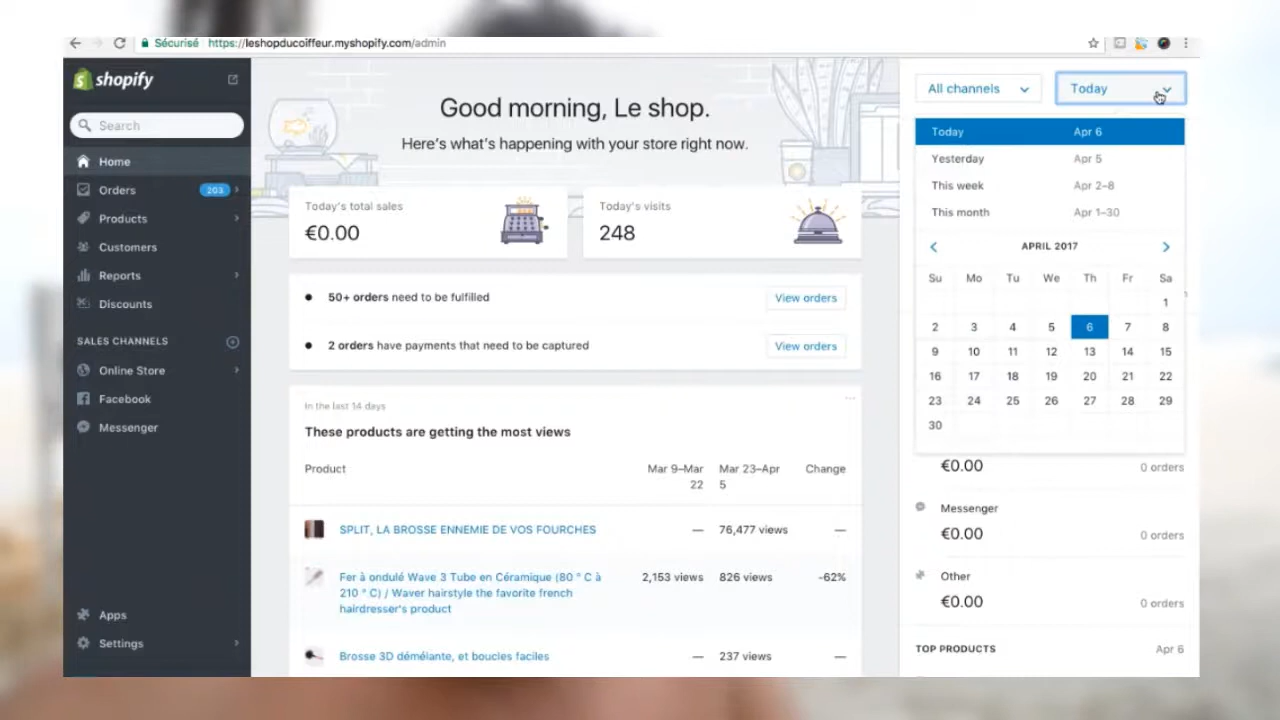 Sécurisé https://leshopducoiffeur.myshopify.com/admin
shopify
Search
Home
Orders 203
Products
Customers
Reports
Discounts
SALES CHANNELS
Online Store
Facebook
Messenger
Apps
Settings
Good morning, Le shop.
Here's what's happening with your store right now.
Today's total sales
€0.00
Today's visits
248
50+ orders need to be fulfilled
View orders
2 orders have payments that need to be captured
View orders
In the last 14 days
These products are getting the most views
Product Mar 9–Mar 22 Mar 23–Apr 5 Change
SPLIT, LA BROSSE ENNEMIE DE VOS FOURCHES — 76,477 views —
Fer à ondulé Wave 3 Tube en Céramique (80 ° C à 2,153 views 826 views -62%
210 ° C) / Waver hairstyle the favorite french
hairdresser's product
Brosse 3D démêlante, et boucles faciles — 237 views —
All channels
Today
Today Apr 6
Yesterday Apr 5
This week Apr 2–8
This month Apr 1–30
APRIL 2017
Su Mo Tu We Th Fr Sa
1
2 3 4 5 6 7 8
9 10 11 12 13 14 15
16 17 18 19 20 21 22
23 24 25 26 27 28 29
30
€0.00 0 orders
Messenger
€0.00 0 orders
Other
€0.00 0 orders
TOP PRODUCTS Apr 6